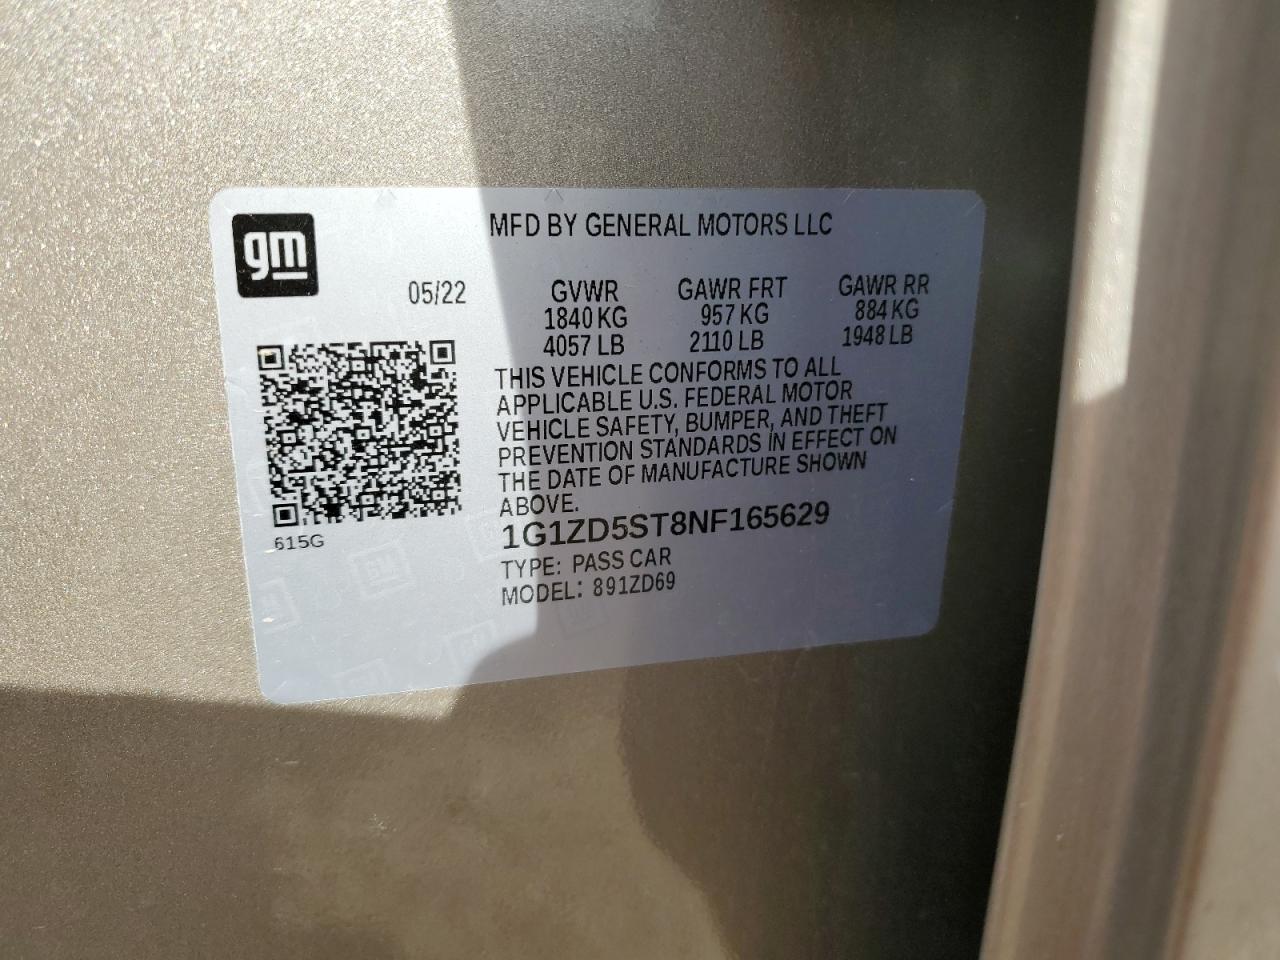 gm
MFD BY GENERAL MOTORS LLC
05/22
GVWR GAWR FRT GAWR RR
1840 KG 957 KG 884 KG
4057 LB 2110 LB 1948 LB
THIS VEHICLE CONFORMS TO ALL
APPLICABLE U.S. FEDERAL MOTOR
VEHICLE SAFETY, BUMPER, AND THEFT
PREVENTION STANDARDS IN EFFECT ON
THE DATE OF MANUFACTURE SHOWN
ABOVE.
1G1ZD5ST8NF165629
615G
TYPE: PASS CAR
MODEL: 891ZD69